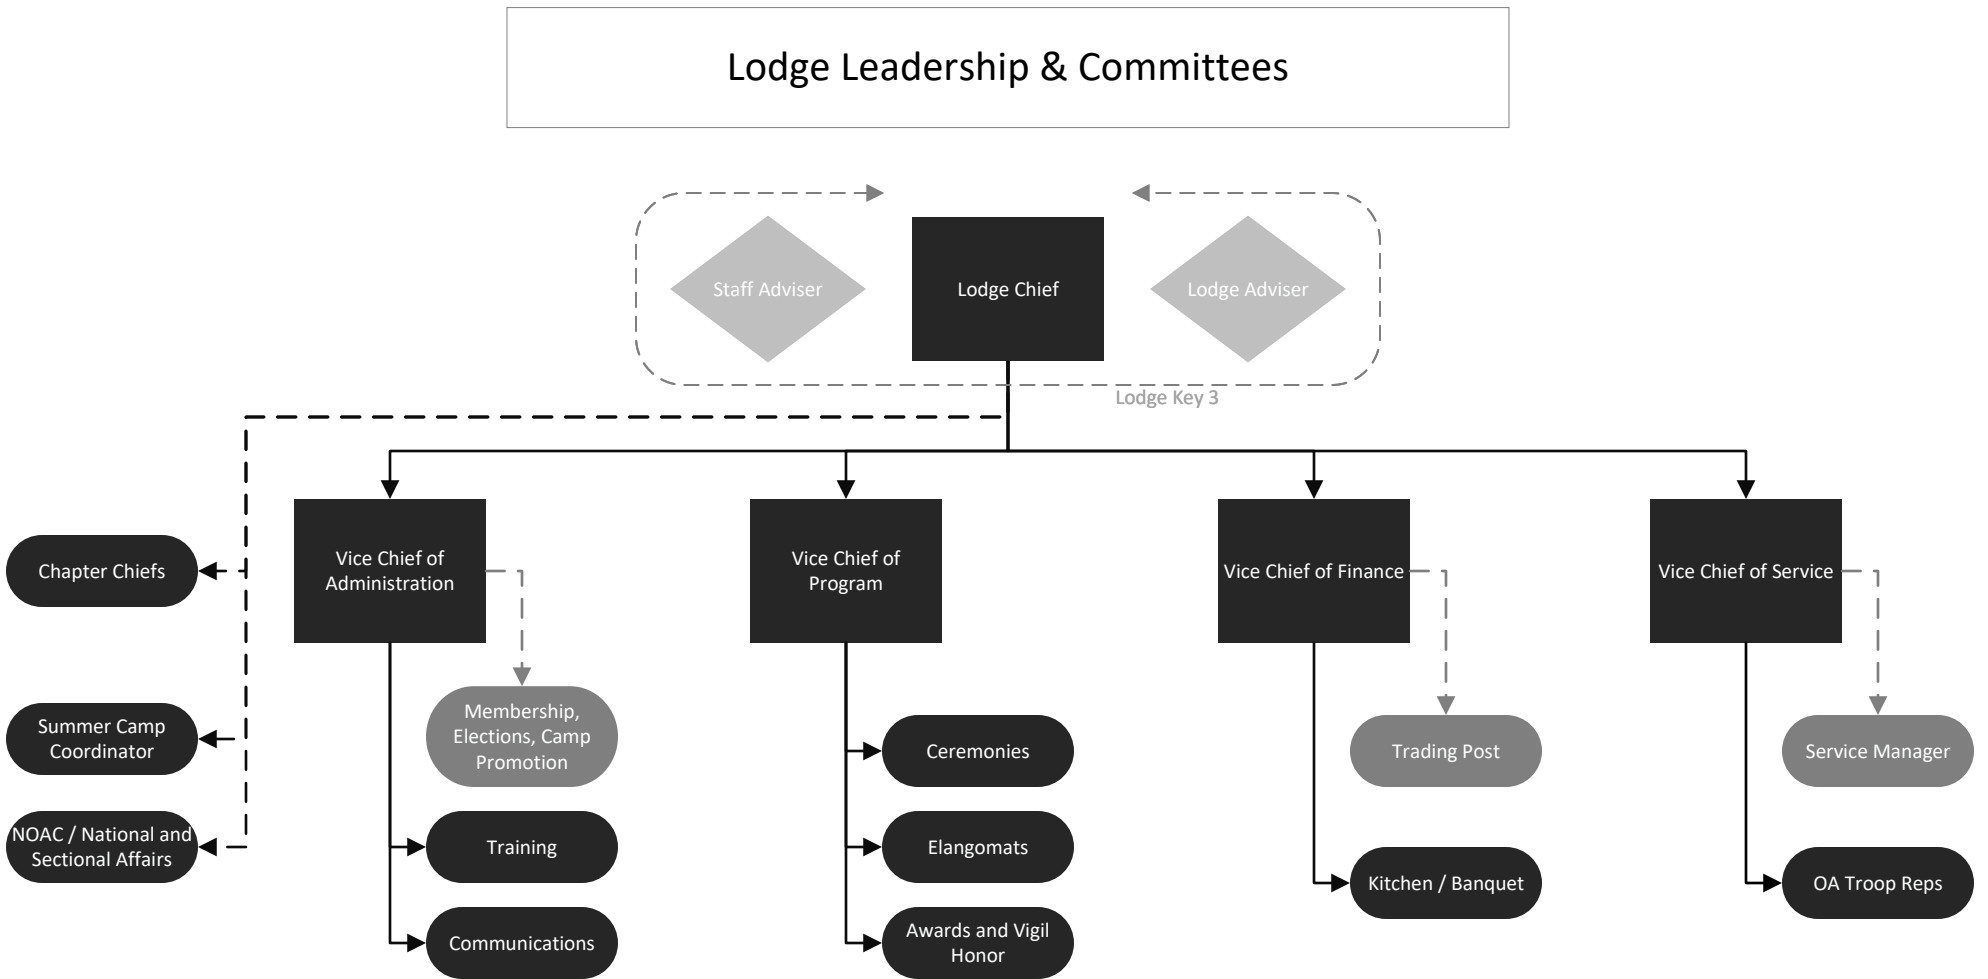 Lodge Leadership & Committees
Staff Adviser
Lodge Chief
Lodge Adviser
Lodge Key 3
Chapter Chiefs
Summer Camp
Coordinator
NOAC / National and
Sectional Affairs
Vice Chief of
Administration
Membership,
Elections, Camp
Promotion
Training
Communications
Vice Chief of
Program
Ceremonies
Elangomats
Awards and Vigil
Honor
Vice Chief of Finance
Trading Post
Kitchen / Banquet
Vice Chief of Service
Service Manager
OA Troop Reps